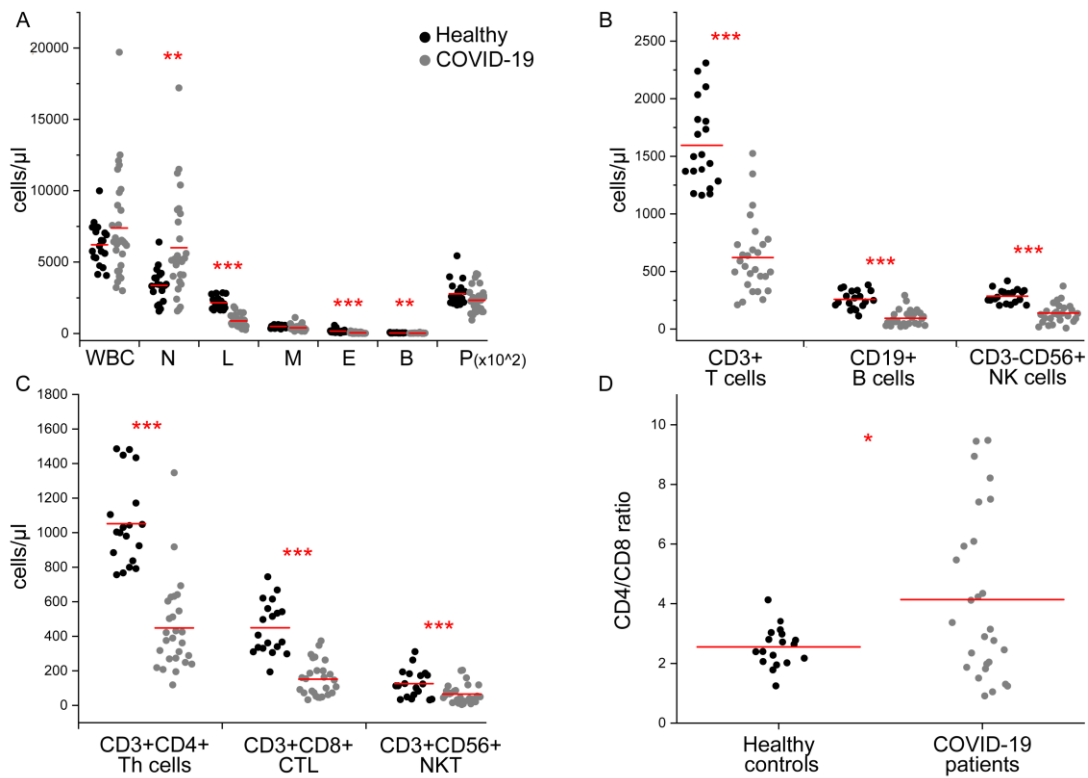 A
Healthy
COVID-19
cells/µl
20000
15000
10000
5000
0
**
***
***
**
WBC N L M E B P(x10^2)
B
cells/µl
2500
2000
1500
1000
500
0
***
***
***
CD3+ CD19+ CD3-CD56+
T cells B cells NK cells
C
cells/µl
1800
1600
1400
1200
1000
800
600
400
200
0
***
***
***
CD3+CD4+ CD3+CD8+ CD3+CD56+
Th cells CTL NKT
D
CD4/CD8 ratio
10
8
6
4
2
0
*
Healthy COVID-19
controls patients